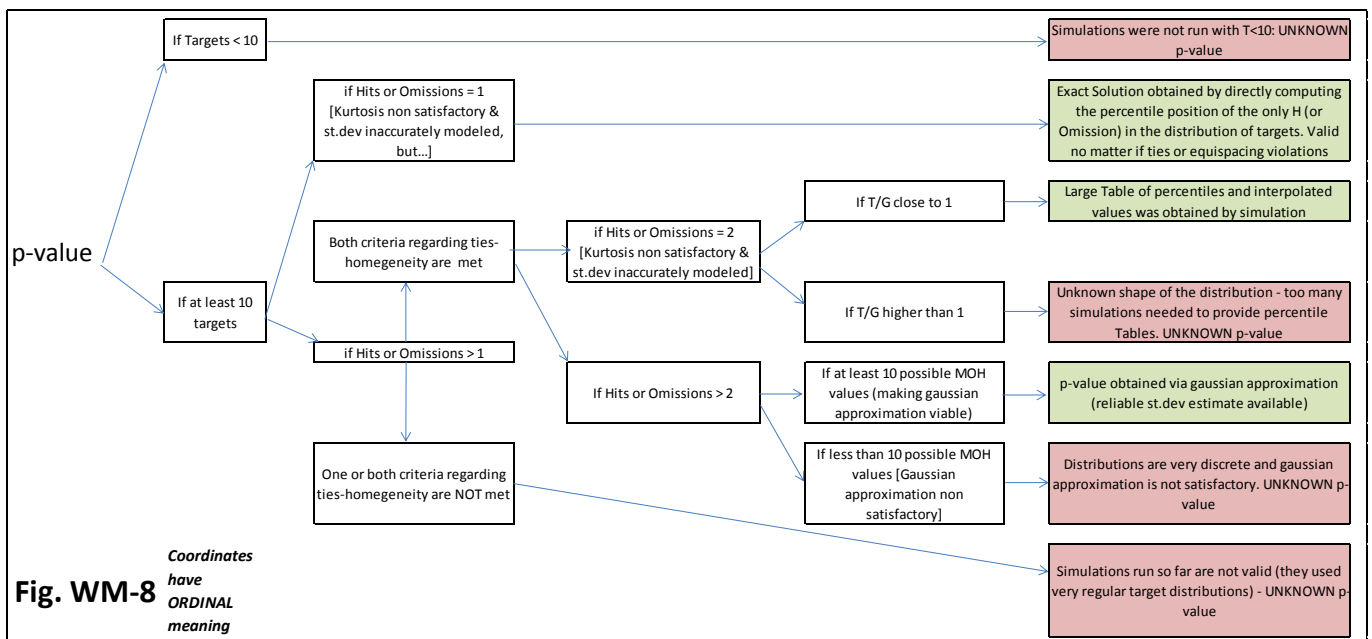 If Targets < 10
Simulations were not run with T<10: UNKNOWN
p-value
if Hits or Omissions = 1
[Kurtosis non satisfactory &
st.dev inaccurately modeled,
but...]
Exact Solution obtained by directly computing
the percentile position of the only H (or
Omission) in the distribution of targets. Valid
no matter if ties or equispacing violations
If T/G close to 1
Large Table of percentiles and interpolated
values was obtained by simulation
p-value
Both criteria regarding ties-
homegeneity are met
if Hits or Omissions = 2
[Kurtosis non satisfactory &
st.dev inaccurately modeled]
If at least 10
targets
If T/G higher than 1
Unknown shape of the distribution - too many
simulations needed to provide percentile
Tables. UNKNOWN p-value
if Hits or Omissions > 1
If Hits or Omissions > 2
If at least 10 possible MOH
values (making gaussian
approximation viable)
p-value obtained via gaussian approximation
(reliable st.dev estimate available)
One or both criteria regarding
ties-homogeneity are NOT met
If less than 10 possible MOH
values [Gaussian
approximation non
satisfactory]
Distributions are very discrete and gaussian
approximation is not satisfactory. UNKNOWN p-
value
Fig. WM-8
Coordinates
have
ORDINAL
meaning
Simulations run so far are not valid (they used
very regular target distributions) - UNKNOWN p-
value